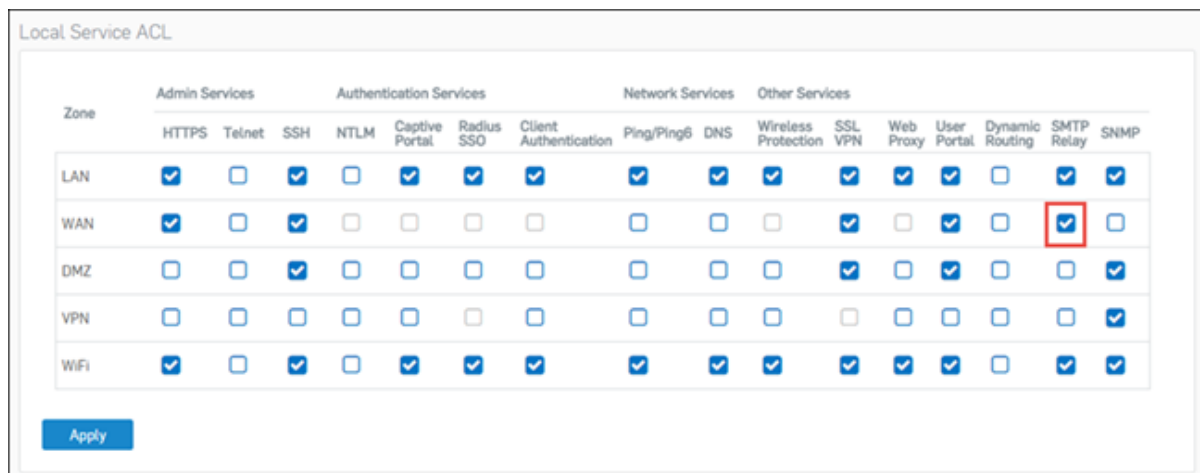 Local Service ACL
Zone
Admin Services
Authentication Services
Network Services
Other Services
HTTPS
Telnet
SSH
NTLM
Captive
Portal
Radius
SSO
Client
Authentication
Ping/Ping6
DNS
Wireless
Protection
SSL
VPN
Web
Proxy
User
Portal
Dynamic
Routing
SMTP
Relay
SNMP
LAN
WAN
DMZ
VPN
WiFi
Apply